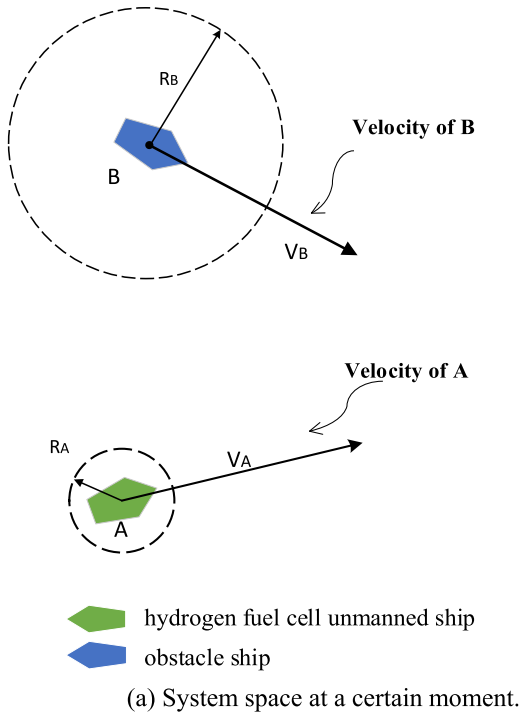 RB
Velocity of B
B
VB
Velocity of A
RA
VA
A
hydrogen fuel cell unmanned ship
obstacle ship
(a) System space at a certain moment.